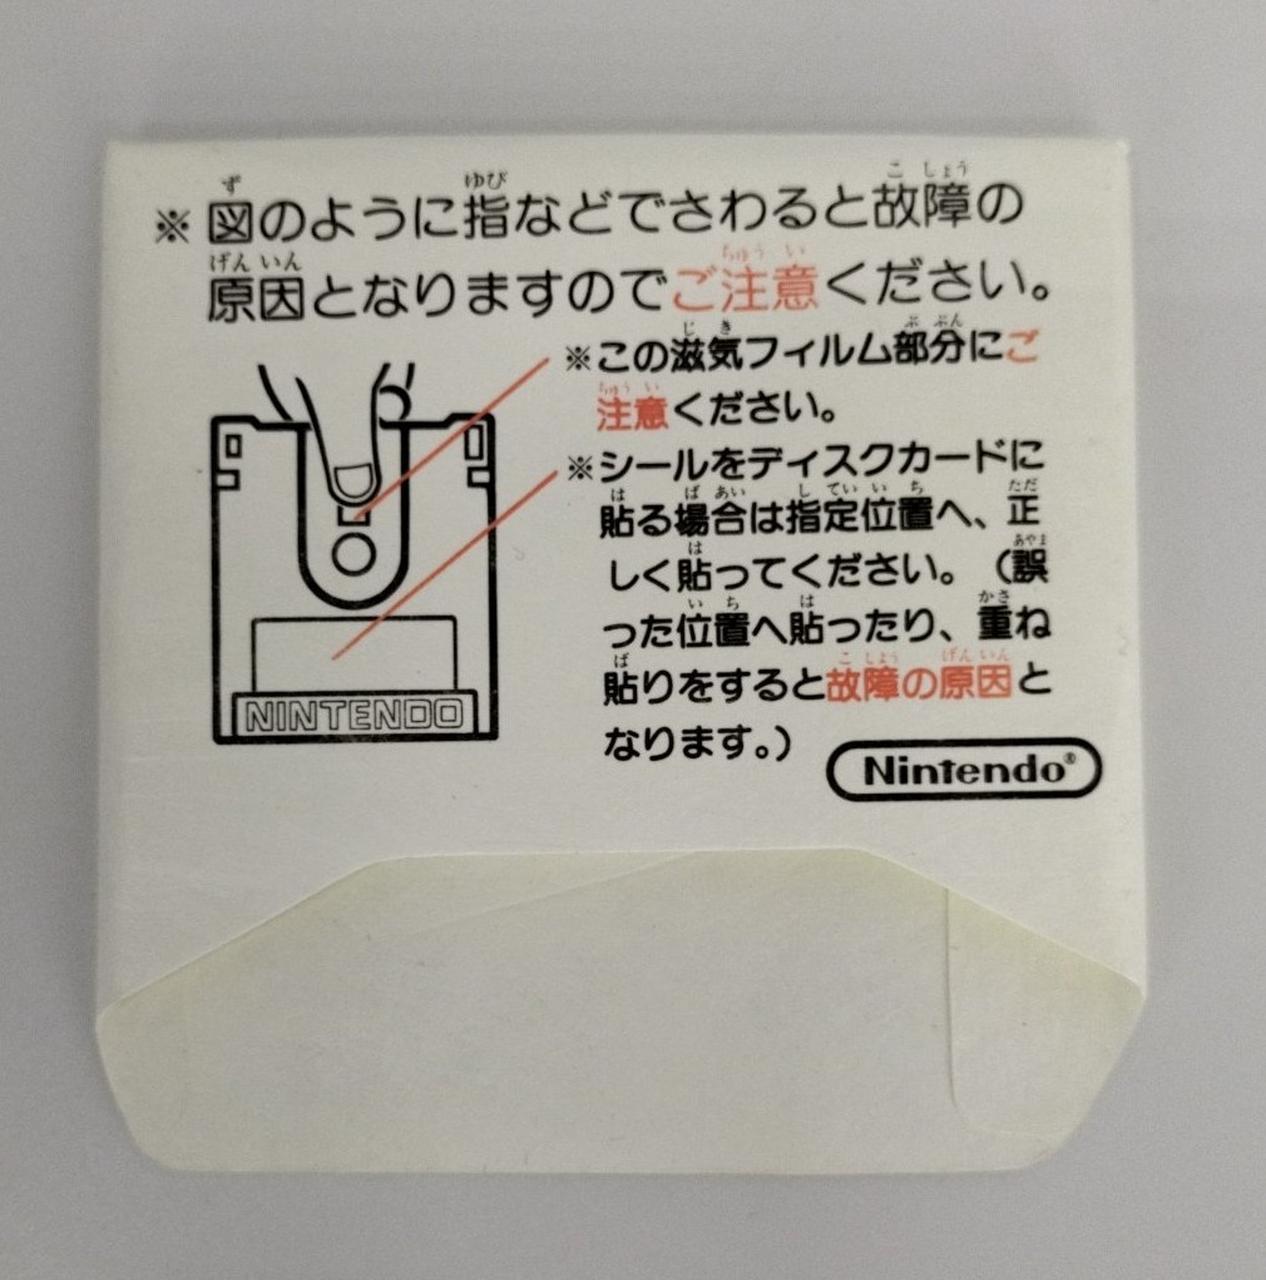 ※図のように指などでさわると故障の
原因となりますのでご注意ください。
※この滋気フィルム部分にご
注意ください。
※シールをディスクカードに
貼る場合は指定位置へ、正
しく貼ってください。(誤
った位置へ貼ったり、重ね
貼りをすると故障の原因と
なります。)
NINTENDO
Nintendo®